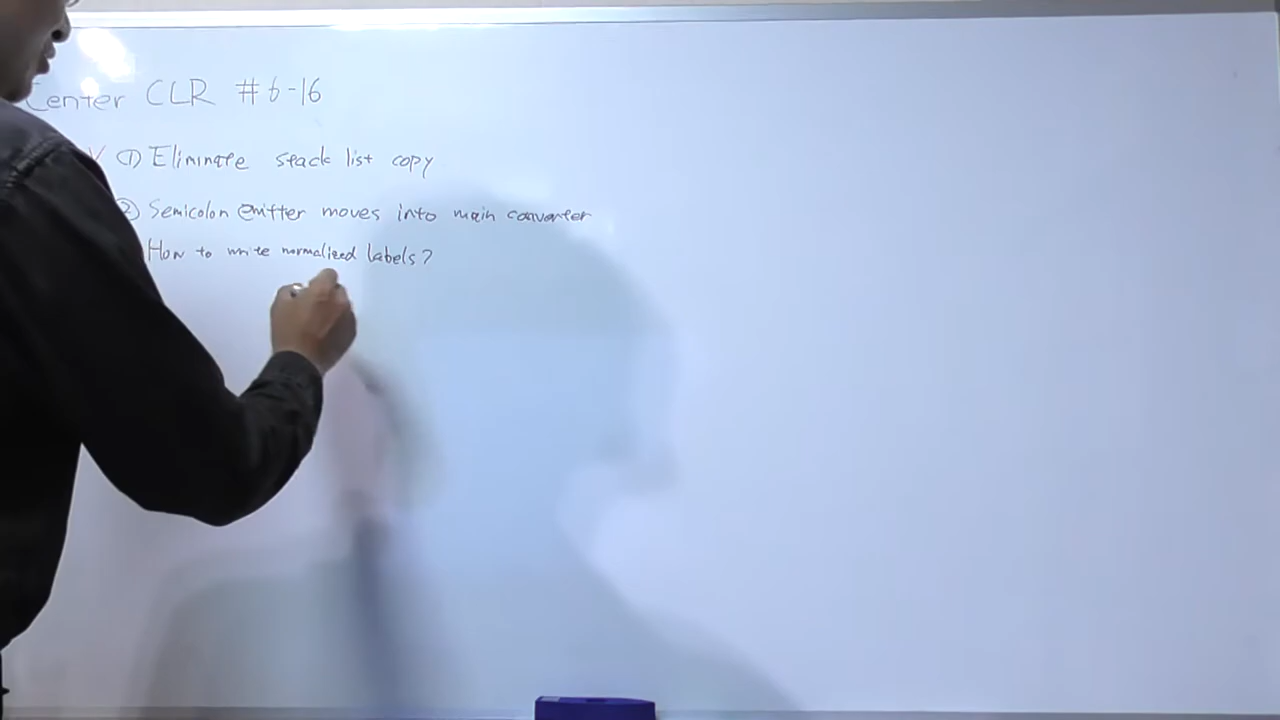 Center CLR #6-16
① Eliminate stack list copy
② Semicolon emitter moves into main converter
How to write normalized labels?